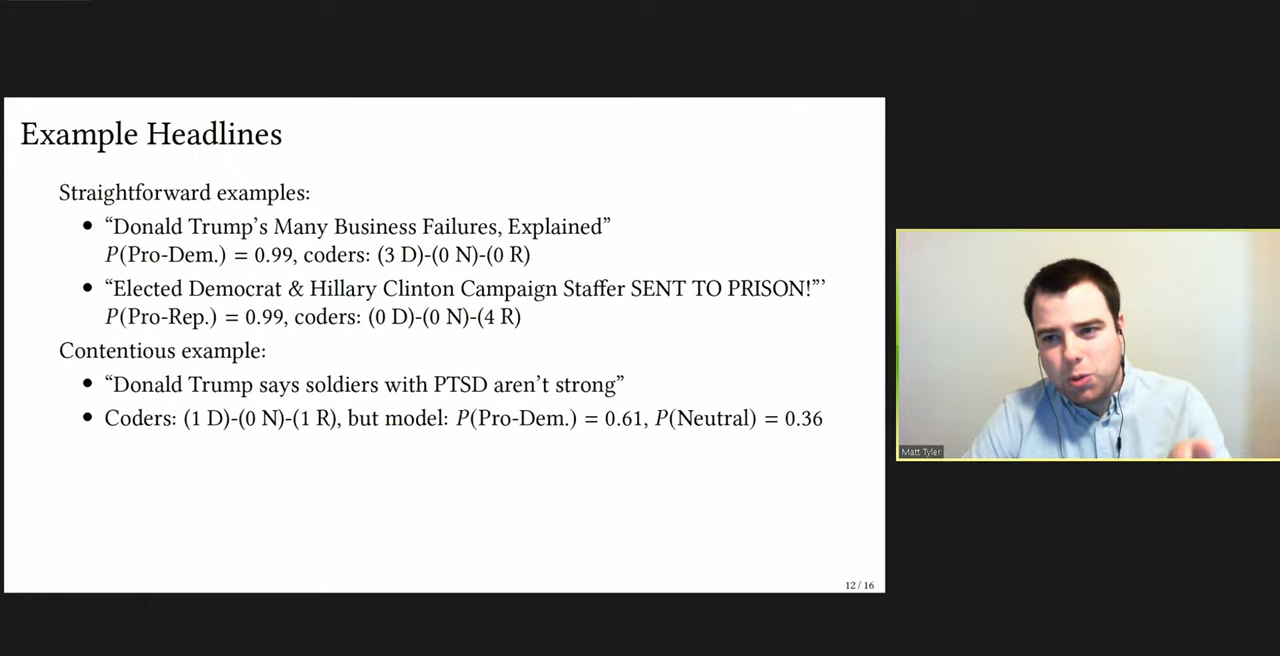 Example Headlines
Straightforward examples:
• “Donald Trump’s Many Business Failures, Explained”
P(Pro-Dem.) = 0.99, coders: (3 D)-(0 N)-(0 R)
• “Elected Democrat & Hillary Clinton Campaign Staffer SENT TO PRISON!”’
P(Pro-Rep.) = 0.99, coders: (0 D)-(0 N)-(4 R)
Contentious example:
• “Donald Trump says soldiers with PTSD aren’t strong”
• Coders: (1 D)-(0 N)-(1 R), but model: P(Pro-Dem.) = 0.61, P(Neutral) = 0.36
12 / 16
Matt Tyler